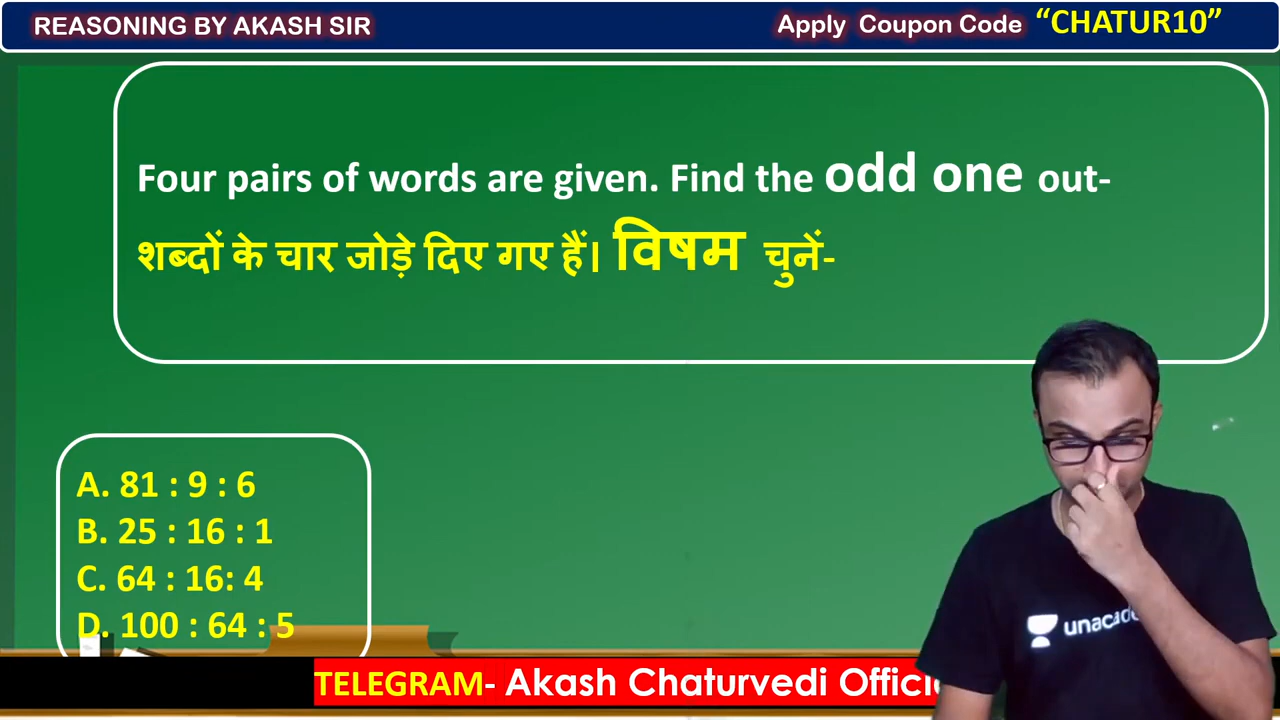 REASONING BY AKASH SIR
Apply Coupon Code “CHATUR10”
Four pairs of words are given. Find the odd one out-
शब्दों के चार जोड़े दिए गए हैं। विषम चुनें-
A. 81 : 9 : 6
B. 25 : 16 : 1
C. 64 : 16: 4
D. 100 : 64 : 5
TELEGRAM- Akash Chaturvedi